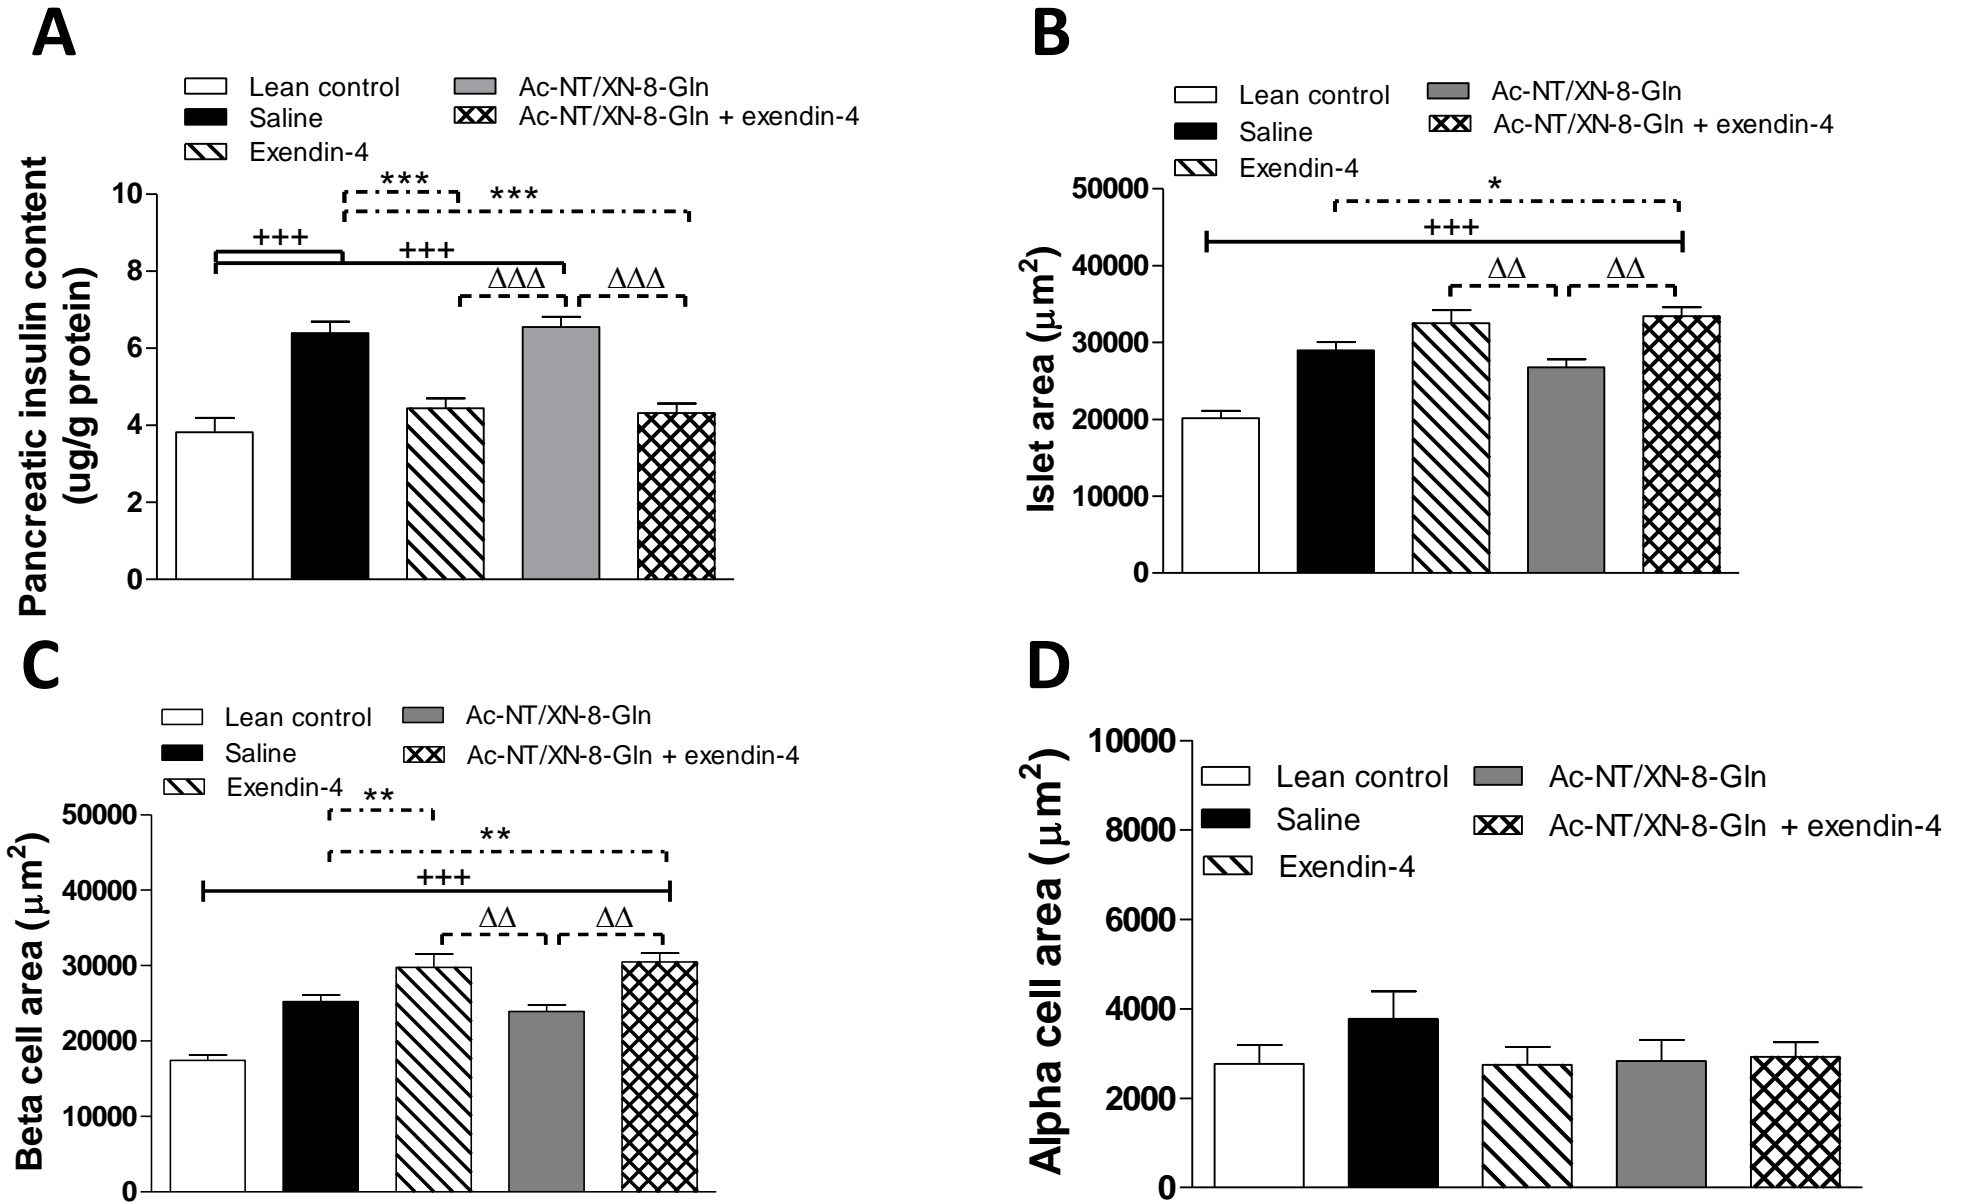 A
Lean control
Saline
Exendin-4
Ac-NT/XN-8-Gln
Ac-NT/XN-8-Gln + exendin-4
Pancreatic insulin content
(ug/g protein)
10
8
6
4
2
0
***
***
+++
+++
ΔΔΔ
ΔΔΔ
B
Lean control
Saline
Exendin-4
Ac-NT/XN-8-Gln
Ac-NT/XN-8-Gln + exendin-4
Islet area (μm²)
50000
40000
30000
20000
10000
0
*
+++
ΔΔ
ΔΔ
C
Lean control
Saline
Exendin-4
Ac-NT/XN-8-Gln
Ac-NT/XN-8-Gln + exendin-4
Beta cell area (μm²)
50000
40000
30000
20000
10000
0
**
**
+++
ΔΔ
ΔΔ
D
Lean control
Saline
Exendin-4
Ac-NT/XN-8-Gln
Ac-NT/XN-8-Gln + exendin-4
Alpha cell area (μm²)
10000
8000
6000
4000
2000
0